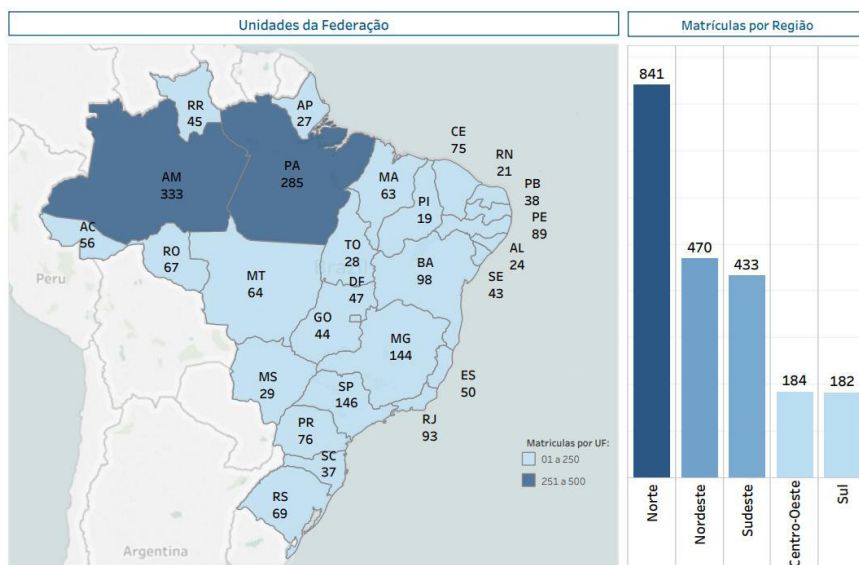 Unidades da Federação
Matrículas por Região
RR
45
AP
27
CE
75
RN
21
AM
333
PA
285
MA
63
PI
19
PB
38
PE
89
AC
56
RO
67
TO
28
AL
24
SE
43
BA
98
MT
64
DF
47
GO
44
MG
144
ES
50
MS
29
SP
146
RJ
93
PR
76
SC
37
RS
69
Peru
Brazil
Argentina
Matriculas por UF:
01 a 250
251 a 500
841
470
433
184
182
Norte
Nordeste
Sudeste
Centro-Oeste
Sul